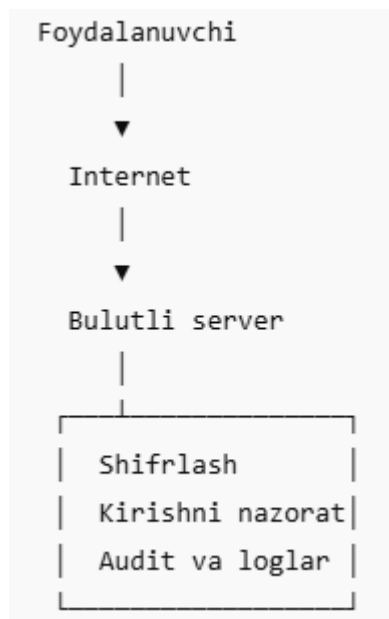 Foydalanuvchi
Internet
Bulutli server
Shifrlash
Kirishni nazorat
Audit va loglar